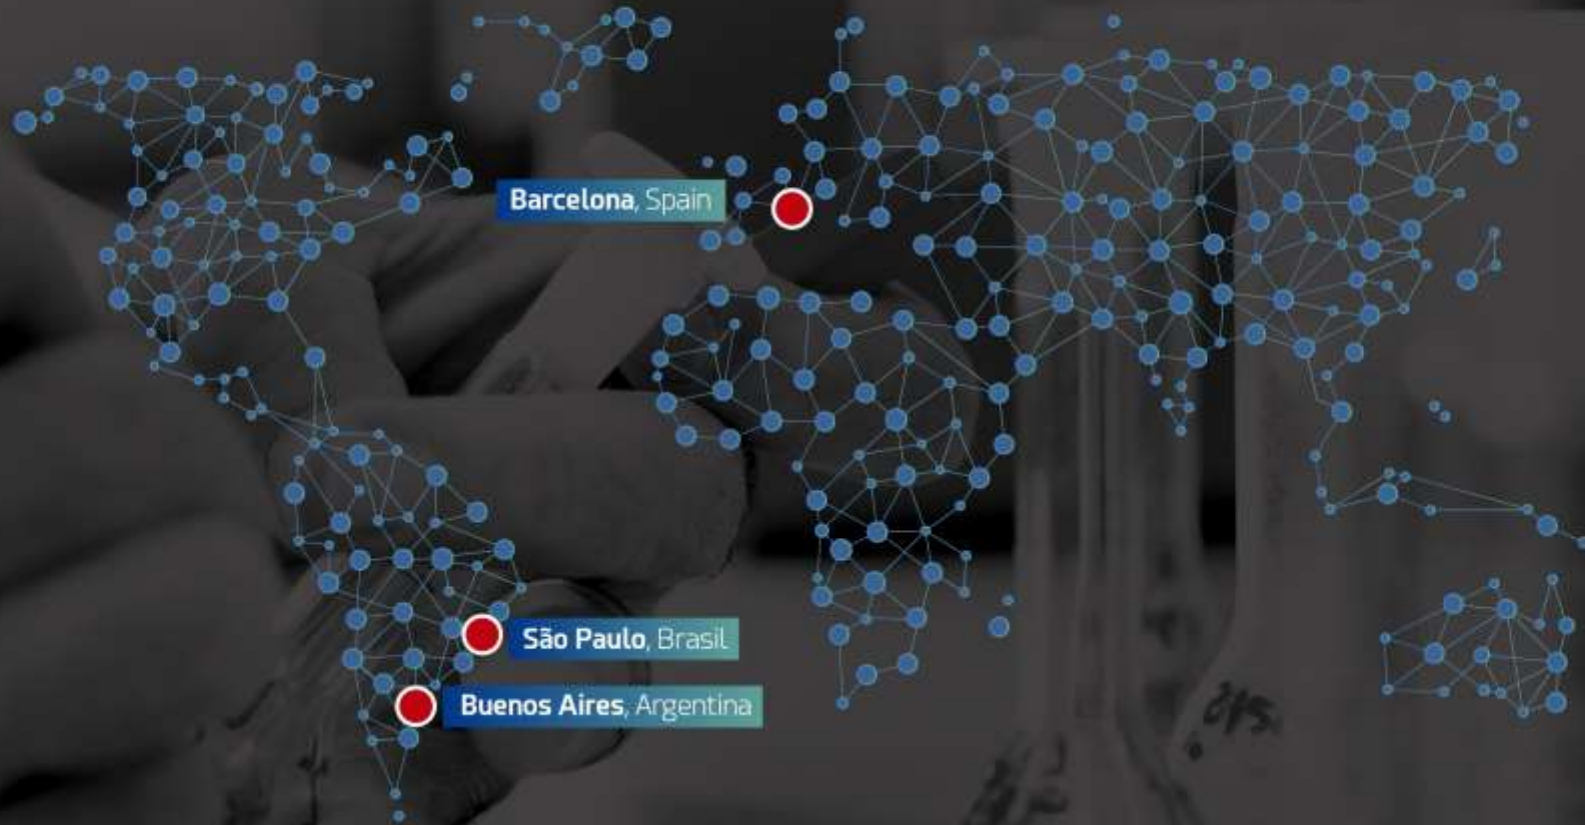 Barcelona, Spain
São Paulo, Brasil
Buenos Aires, Argentina